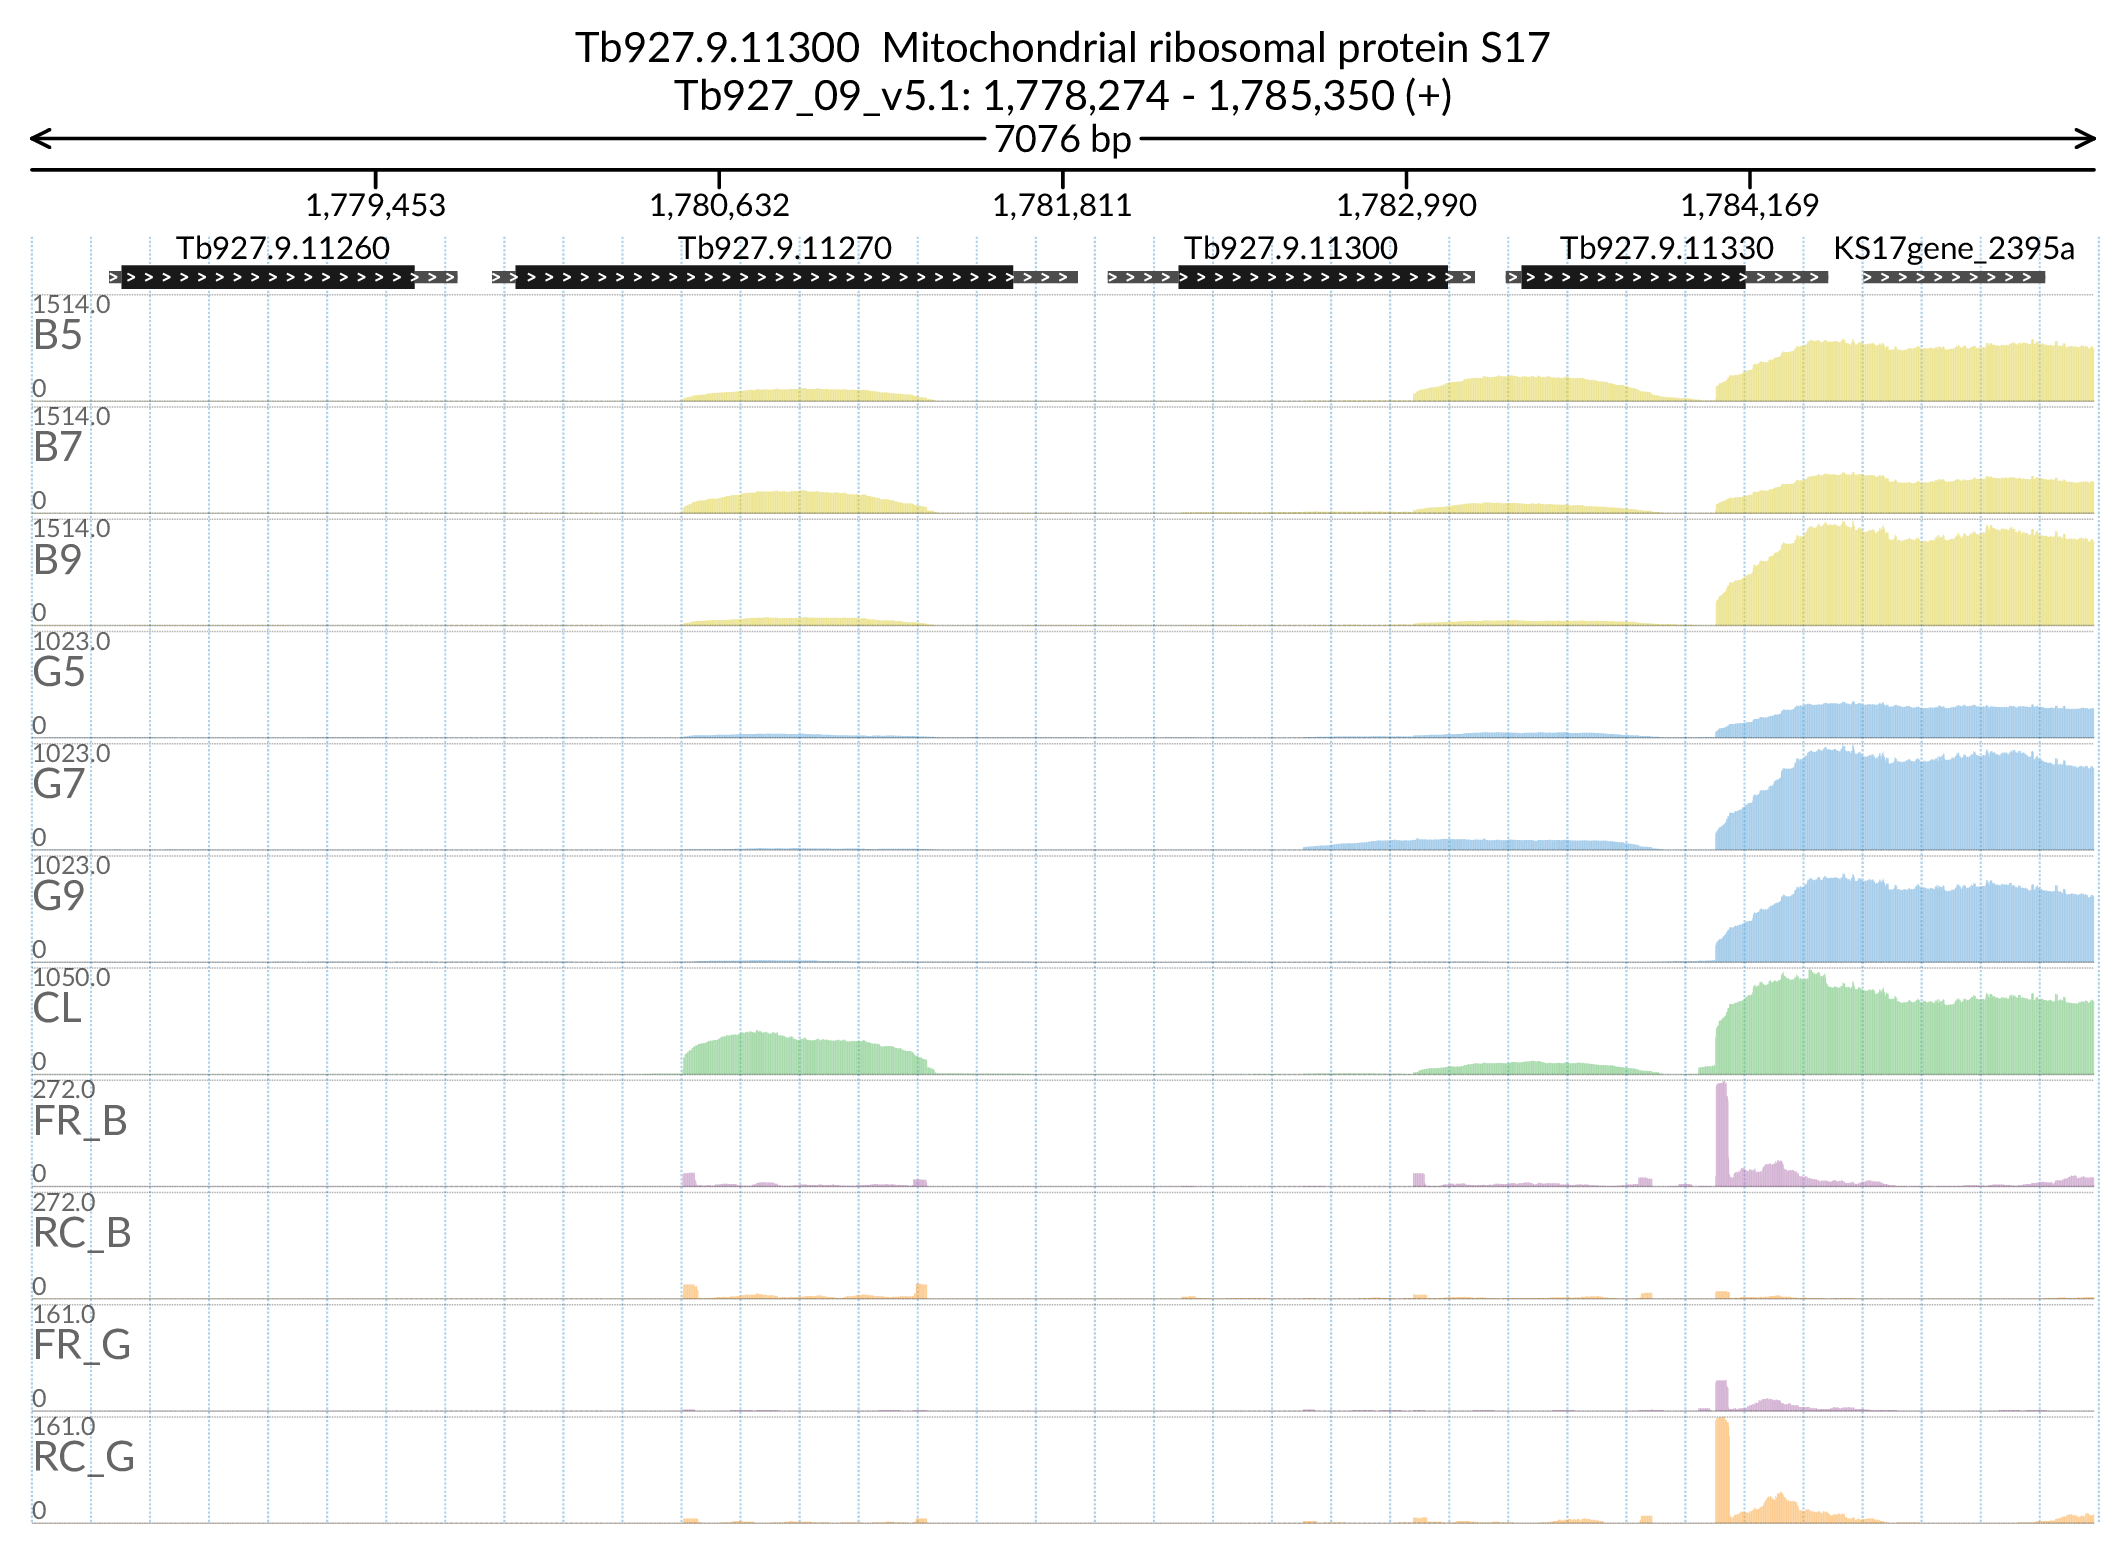 Tb927.9.11300  Mitochondrial ribosomal protein S17
Tb927_09_v5.1: 1,778,274 - 1,785,350 (+)
7076 bp
1,779,453 1,780,632 1,781,811 1,782,990 1,784,169
Tb927.9.11260 Tb927.9.11270 Tb927.9.11300 Tb927.9.11330 KS17gene_2395a
1514.0
B5
0
1514.0
B7
0
1514.0
B9
0
1023.0
G5
0
1023.0
G7
0
1023.0
G9
0
1050.0
CL
0
272.0
FR_B
0
272.0
RC_B
0
161.0
FR_G
0
161.0
RC_G
0